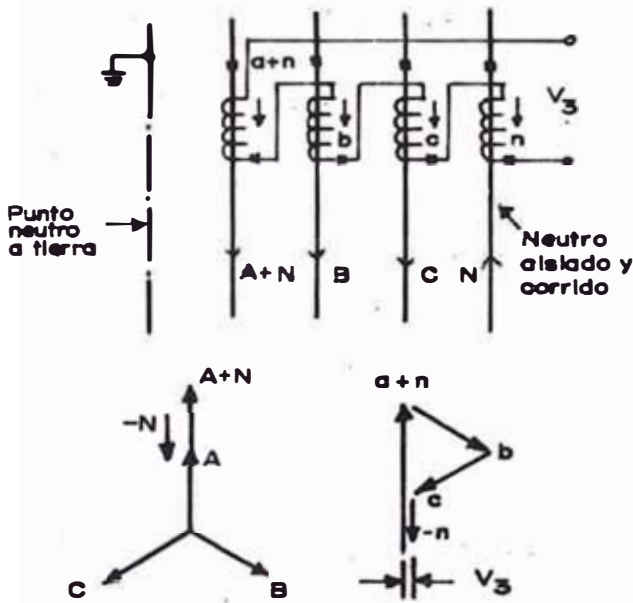 a+n
V3
b
c
n
Punto
neutro
a tierra
A+N
B
C
N
Neutro
aislado y
corrido
A+N
-N
A
C
B
a+n
b
c
-n
V3